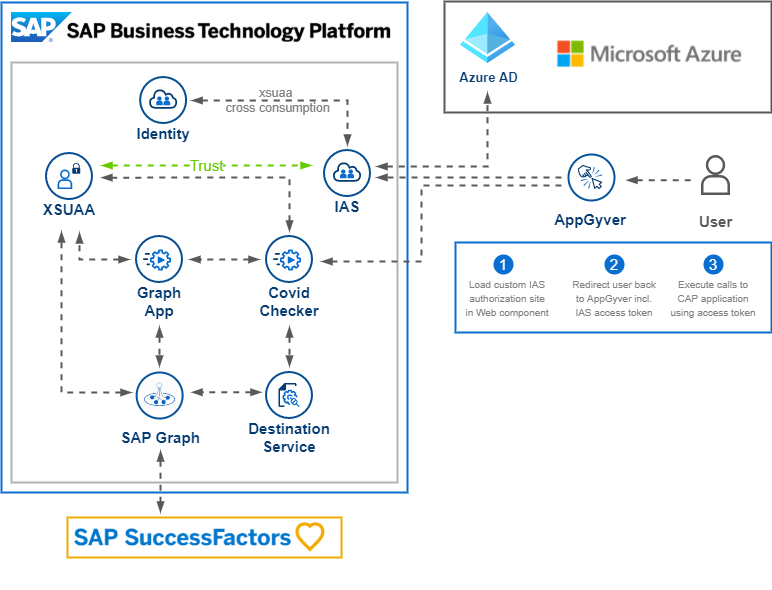 SAP
SAP Business Technology Platform
Azure AD
Microsoft Azure
Identity
xsuaa
cross consumption
Trust
XSUAA
IAS
AppGyver
User
Graph
App
Covid
Checker
1
2
3
Load custom IAS
authorization site
in Web component
Redirect user back
to AppGyver incl.
IAS access token
Execute calls to
CAP application
using access token
SAP Graph
Destination
Service
SAP SuccessFactors